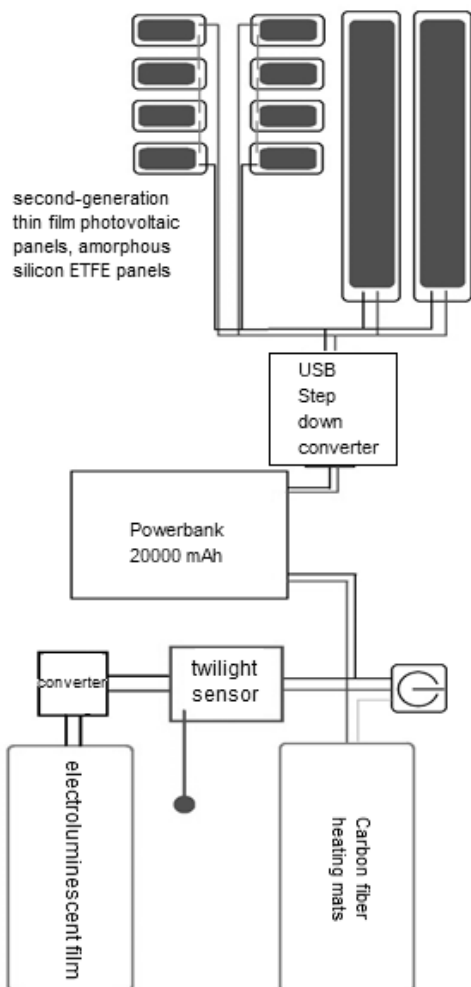 second-generation
thin film photovoltaic
panels, amorphous
silicon ETFE panels
USB
Step
down
converter
Powerbank
20000 mAh
converter
twilight
sensor
electroluminescent film
Carbon fiber
heating mats